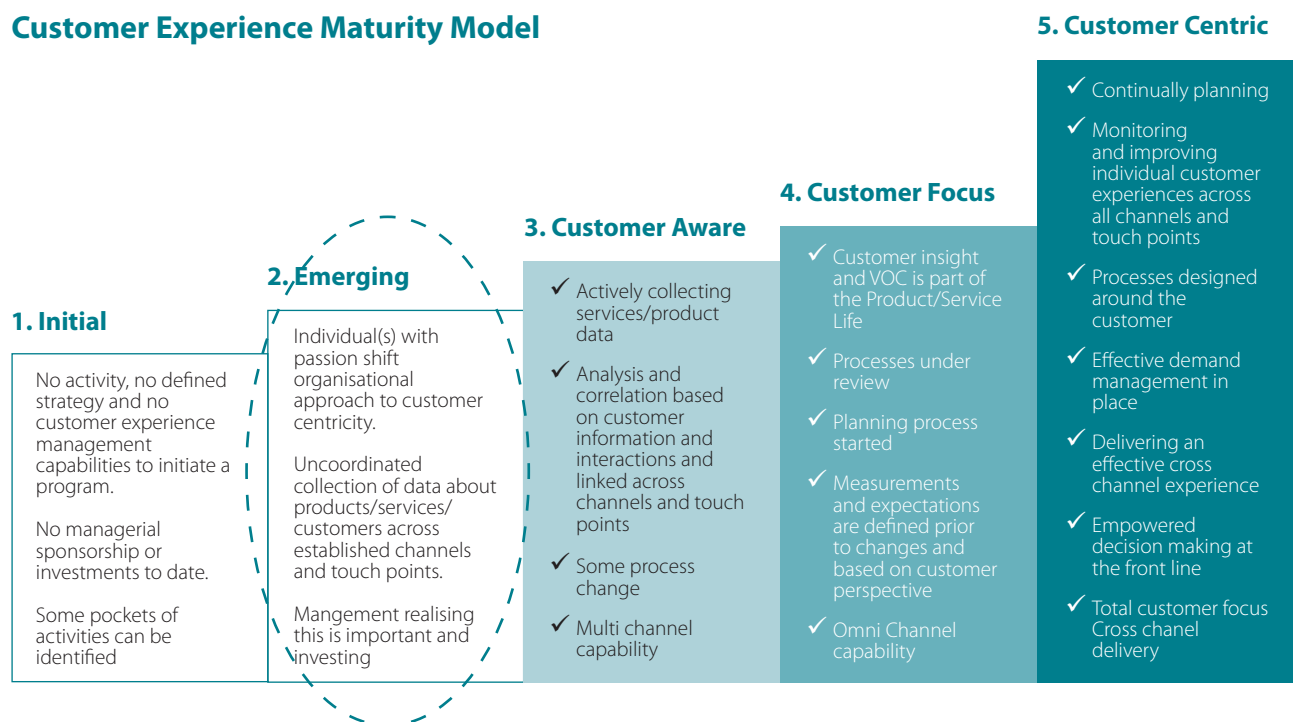 Customer Experience Maturity Model
1. Initial
No activity, no defined
strategy and no
customer experience
management
capabilities to initiate a
program.
No managerial
sponsorship or
investments to date.
Some pockets of
activities can be
identified
2. Emerging
Individual(s) with
passion shift
organisational
approach to customer
centricity.
Uncoordinated
collection of data about
products/services/
customers across
established channels
and touch points.
Mangement realising
this is important and
investing
3. Customer Aware
✓ Actively collecting
services/product
data
✓ Analysis and
correlation based
on customer
information and
interactions and
linked across
channels and touch
points
✓ Some process
change
✓ Multi channel
capability
4. Customer Focus
✓ Customer insight
and VOC is part of
the Product/Service
Life
✓ Processes under
review
✓ Planning process
started
✓ Measurements
and expectations
are defined prior
to changes and
based on customer
perspective
✓ Omni Channel
capability
5. Customer Centric
✓ Continually planning
✓ Monitoring
and improving
individual customer
experiences across
all channels and
touch points
✓ Processes designed
around the
customer
✓ Effective demand
management in
place
✓ Delivering an
effective cross
channel experience
✓ Empowered
decision making at
the front line
✓ Total customer focus
Cross chanel
delivery